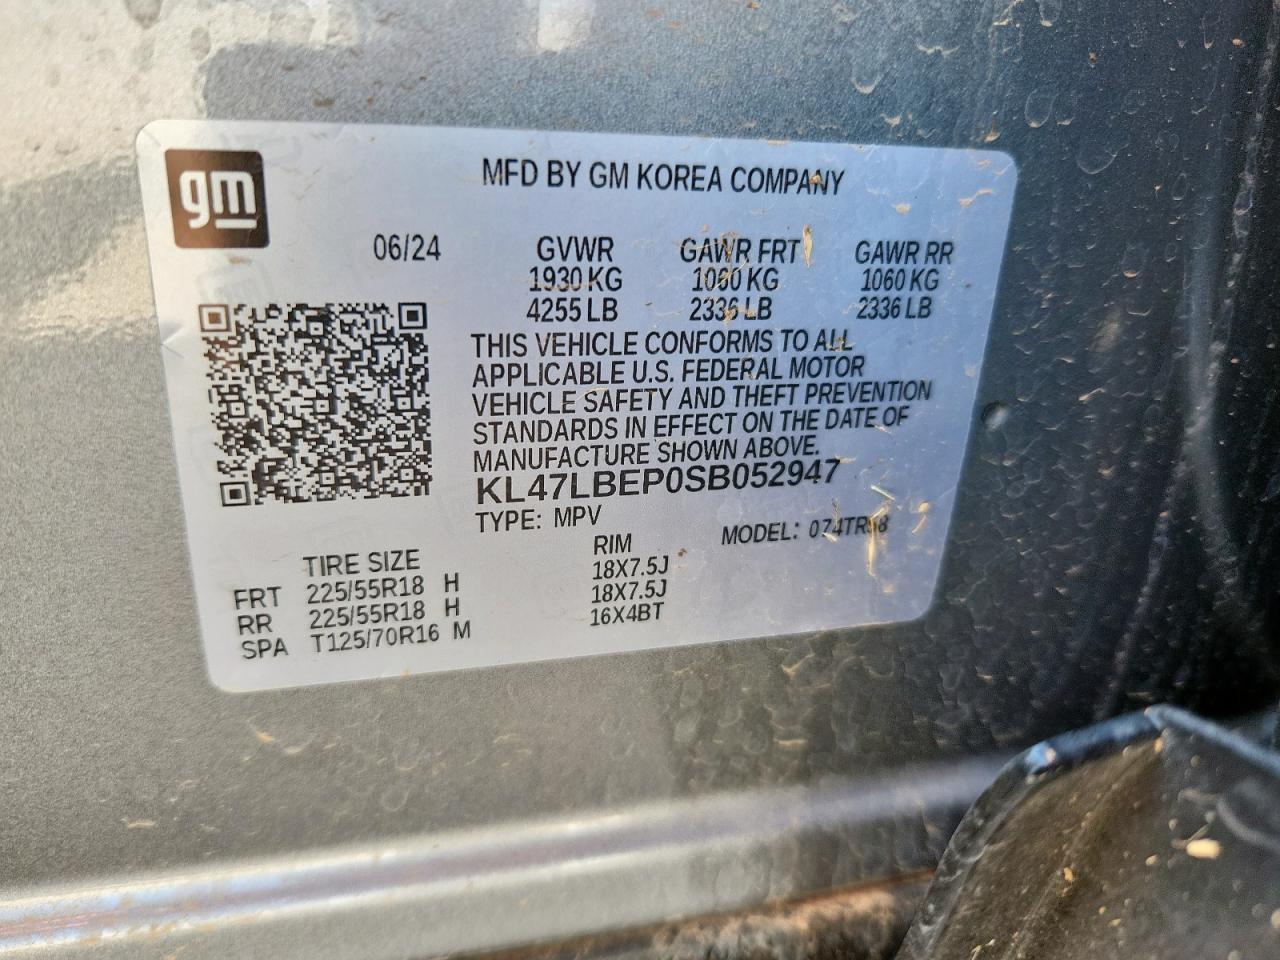 gm
MFD BY GM KOREA COMPANY
06/24 GVWR GAWR FRT GAWR RR
1930 KG 1060 KG 1060 KG
4255 LB 2336 LB 2336 LB
THIS VEHICLE CONFORMS TO ALL
APPLICABLE U.S. FEDERAL MOTOR
VEHICLE SAFETY AND THEFT PREVENTION
STANDARDS IN EFFECT ON THE DATE OF
MANUFACTURE SHOWN ABOVE.
KL47LBEP0SB052947
TYPE: MPV MODEL:
TIRE SIZE RIM
FRT 225/55R18 H 18X7.5J
RR 225/55R18 H 18X7.5J
SPA T125/70R16 M 16X4BT